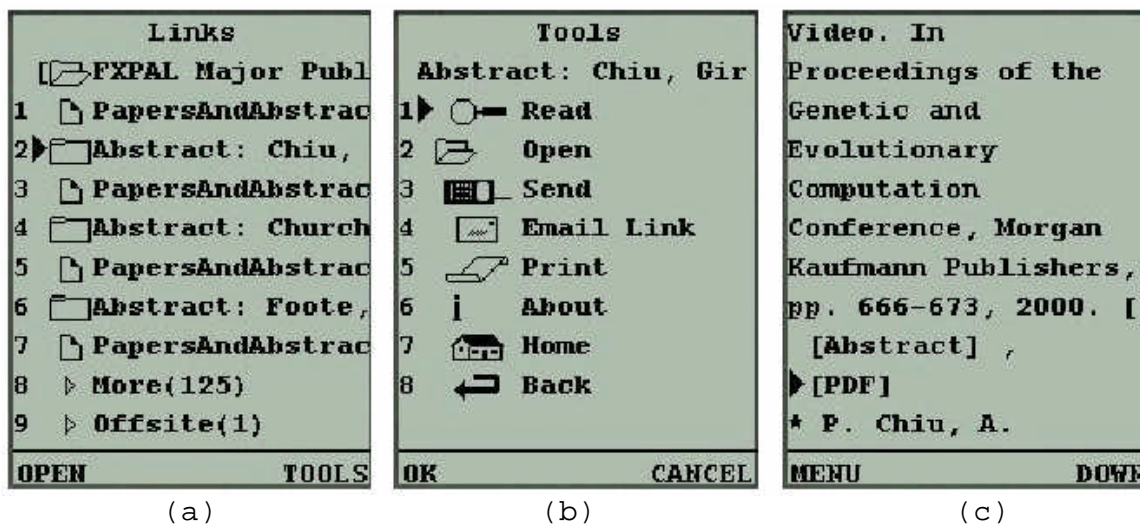 Links
[FXPAL Major Publ
1 PapersAndAbstrac
2 Abstract: Chiu,
3 PapersAndAbstrac
4 Abstract: Church
5 PapersAndAbstrac
6 Abstract: Foote,
7 PapersAndAbstrac
8 More(125)
9 Offsite(1)
OPEN TOOLS
(a)
Tools
Abstract: Chiu, Gir
1 Read
2 Open
3 Send
4 Email Link
5 Print
6 About
7 Home
8 Back
OK CANCEL
(b)
Video. In
Proceedings of the
Genetic and
Evolutionary
Computation
Conference, Morgan
Kaufmann Publishers,
pp. 666-673, 2000. [
[Abstract] ,
[PDF]
* P. Chiu, A.
MENU DOWN
(c)